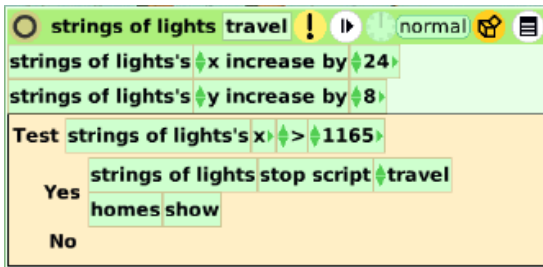 strings of lights travel ! normal
strings of lights's x increase by 24
strings of lights's y increase by 8
Test strings of lights's x > 1165
Yes
strings of lights stop script travel
homes show
No